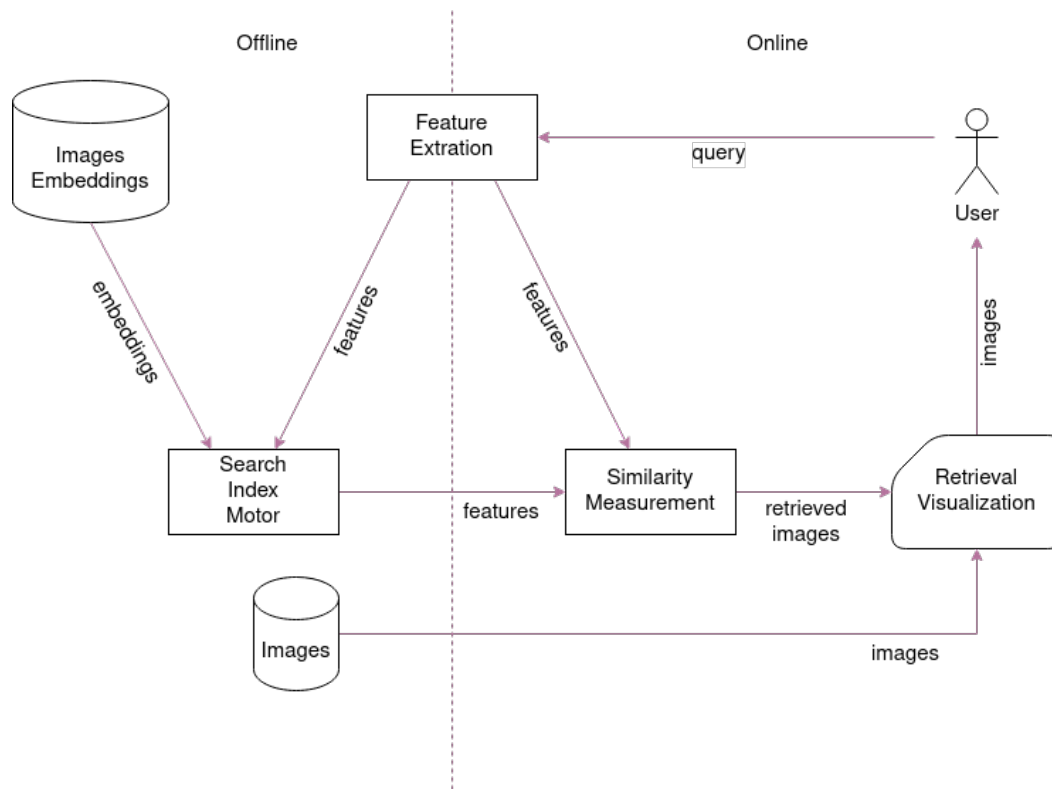 Offline
Online
Feature
Extration
Images
Embeddings
query
User
embeddings
features
features
images
Search
Index
Motor
features
Similarity
Measurement
retrieved
images
Retrieval
Visualization
Images
images